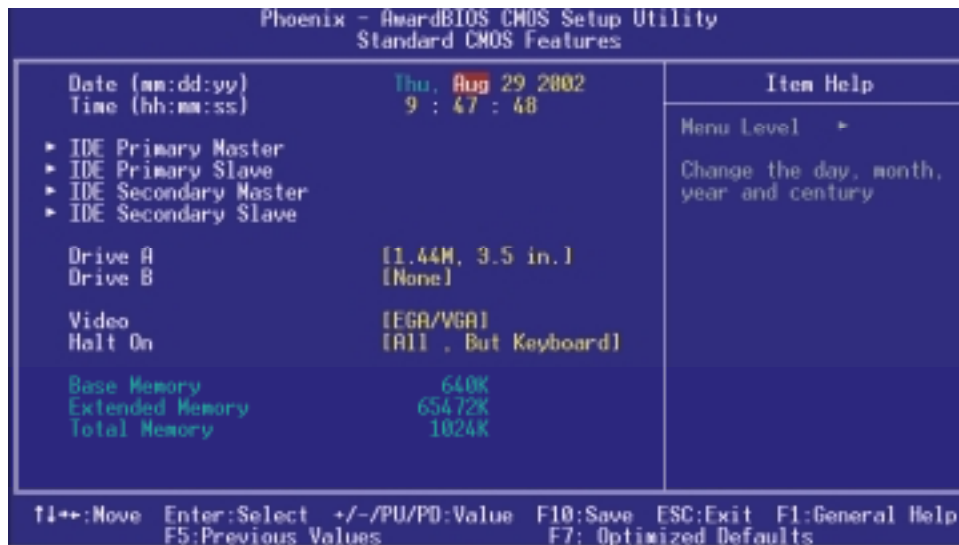 Phoenix - AwardBIOS CMOS Setup Utility
Standard CMOS Features
Date (mm:dd:yy) Thu, Aug 29 2002
Time (hh:mm:ss) 9 : 47 : 48
► IDE Primary Master
► IDE Primary Slave
► IDE Secondary Master
► IDE Secondary Slave
Drive A [1.44M, 3.5 in.]
Drive B [None]
Video [EGA/VGA]
Halt On [All , But Keyboard]
Base Memory 640K
Extended Memory 65472K
Total Memory 1024K
Item Help
Menu Level ►
Change the day, month,
year and century
↑↓→←:Move Enter:Select +/-/PU/PD:Value F10:Save ESC:Exit F1:General Help
F5:Previous Values F7: Optimized Defaults